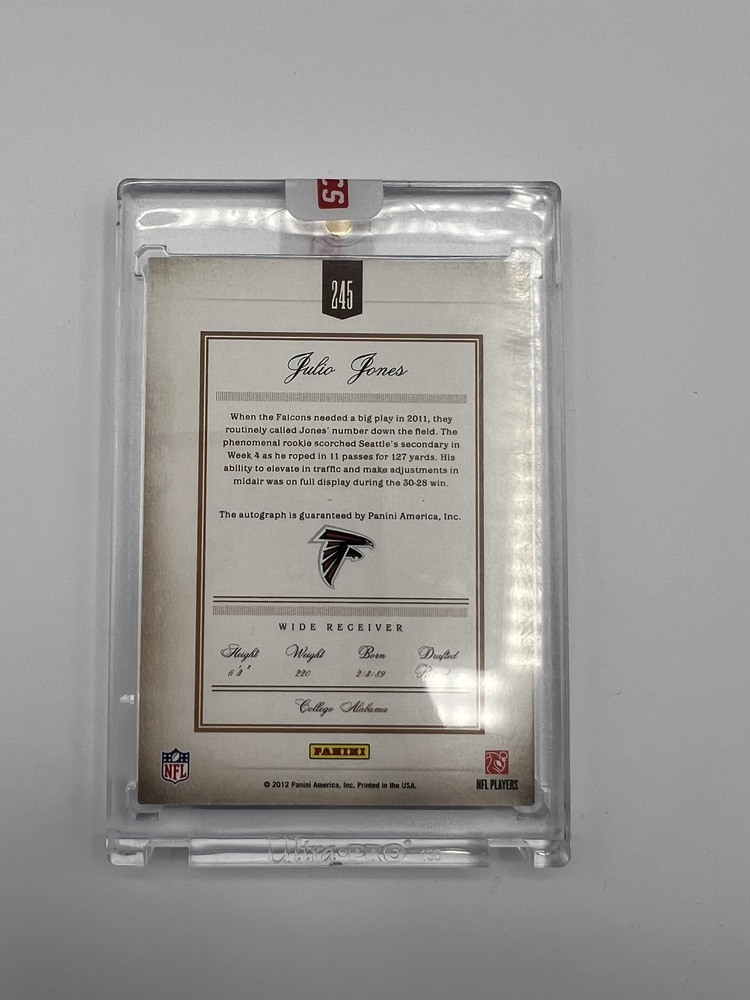 CS
245
Julio Jones
When the Falcons needed a big play in 2011, they
routinely called Jones' number down the field. The
phenomenal rookie scorched Seattle's secondary in
Week 4 as he roped in 11 passes for 127 yards. His
ability to elevate in traffic and make adjustments in
midair was on full display during the 30-28 win.
The autograph is guaranteed by Panini America, Inc.
WIDE RECEIVER
Height Weight Born Drafted
220
College Alabama
NFL PANINI
NFL PLAYERS
© 2012 Panini America, Inc. Printed in the USA.
Ultra•PRO®